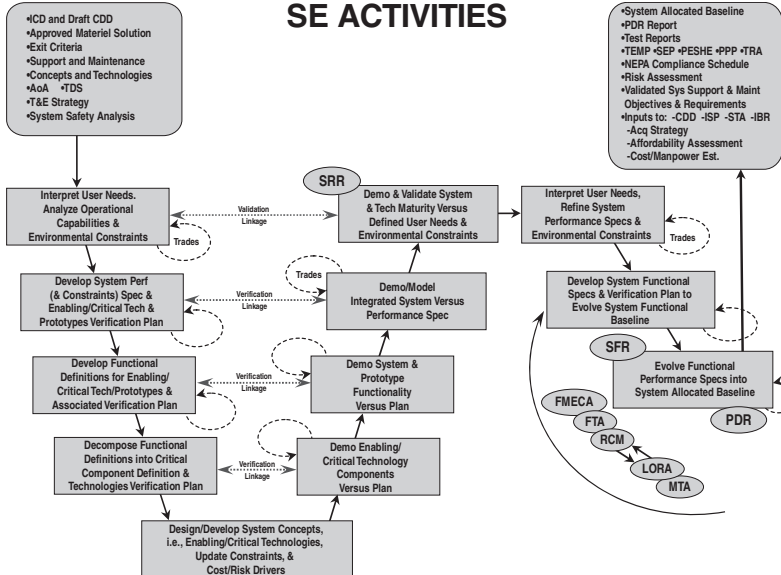 SE ACTIVITIES
•ICD and Draft CDD
•Approved Materiel Solution
•Exit Criteria
•Support and Maintenance
•Concepts and Technologies
•AoA •TDS
•T&E Strategy
•System Safety Analysis
•System Allocated Baseline
•PDR Report
•Test Reports
•TEMP •SEP •PESHE •PPP •TRA
•NEPA Compliance Schedule
•Risk Assessment
•Validated Sys Support & Maint
Objectives & Requirements
•Inputs to: -CDD -ISP -STA -IBR
-Acq Strategy
-Affordability Assessment
-Cost/Manpower Est.
Interpret User Needs.
Analyze Operational
Capabilities &
Environmental Constraints
Trades
Validation
Linkage
SRR
Demo & Validate System
& Tech Maturity Versus
Defined User Needs &
Environmental Constraints
Interpret User Needs,
Refine System
Performance Specs &
Environmental Constraints
Trades
Develop System Perf
(& Constraints) Spec &
Enabling/Critical Tech &
Prototypes Verification Plan
Verification
Linkage
Trades
Demo/Model
Integrated System Versus
Performance Spec
Develop System Functional
Specs & Verification Plan to
Evolve System Functional
Baseline
Develop Functional
Definitions for Enabling/
Critical Tech/Prototypes &
Associated Verification Plan
Verification
Linkage
Demo System &
Prototype
Functionality
Versus Plan
SFR
Evolve Functional
Performance Specs into
System Allocated Baseline
PDR
Decompose Functional
Definitions into Critical
Component Definition &
Technologies Verification Plan
Verification
Linkage
Demo Enabling/
Critical Technology
Components
Versus Plan
FMECA
FTA
RCM
LORA
MTA
Design/Develop System Concepts,
i.e., Enabling/Critical Technologies,
Update Constraints, &
Cost/Risk Drivers